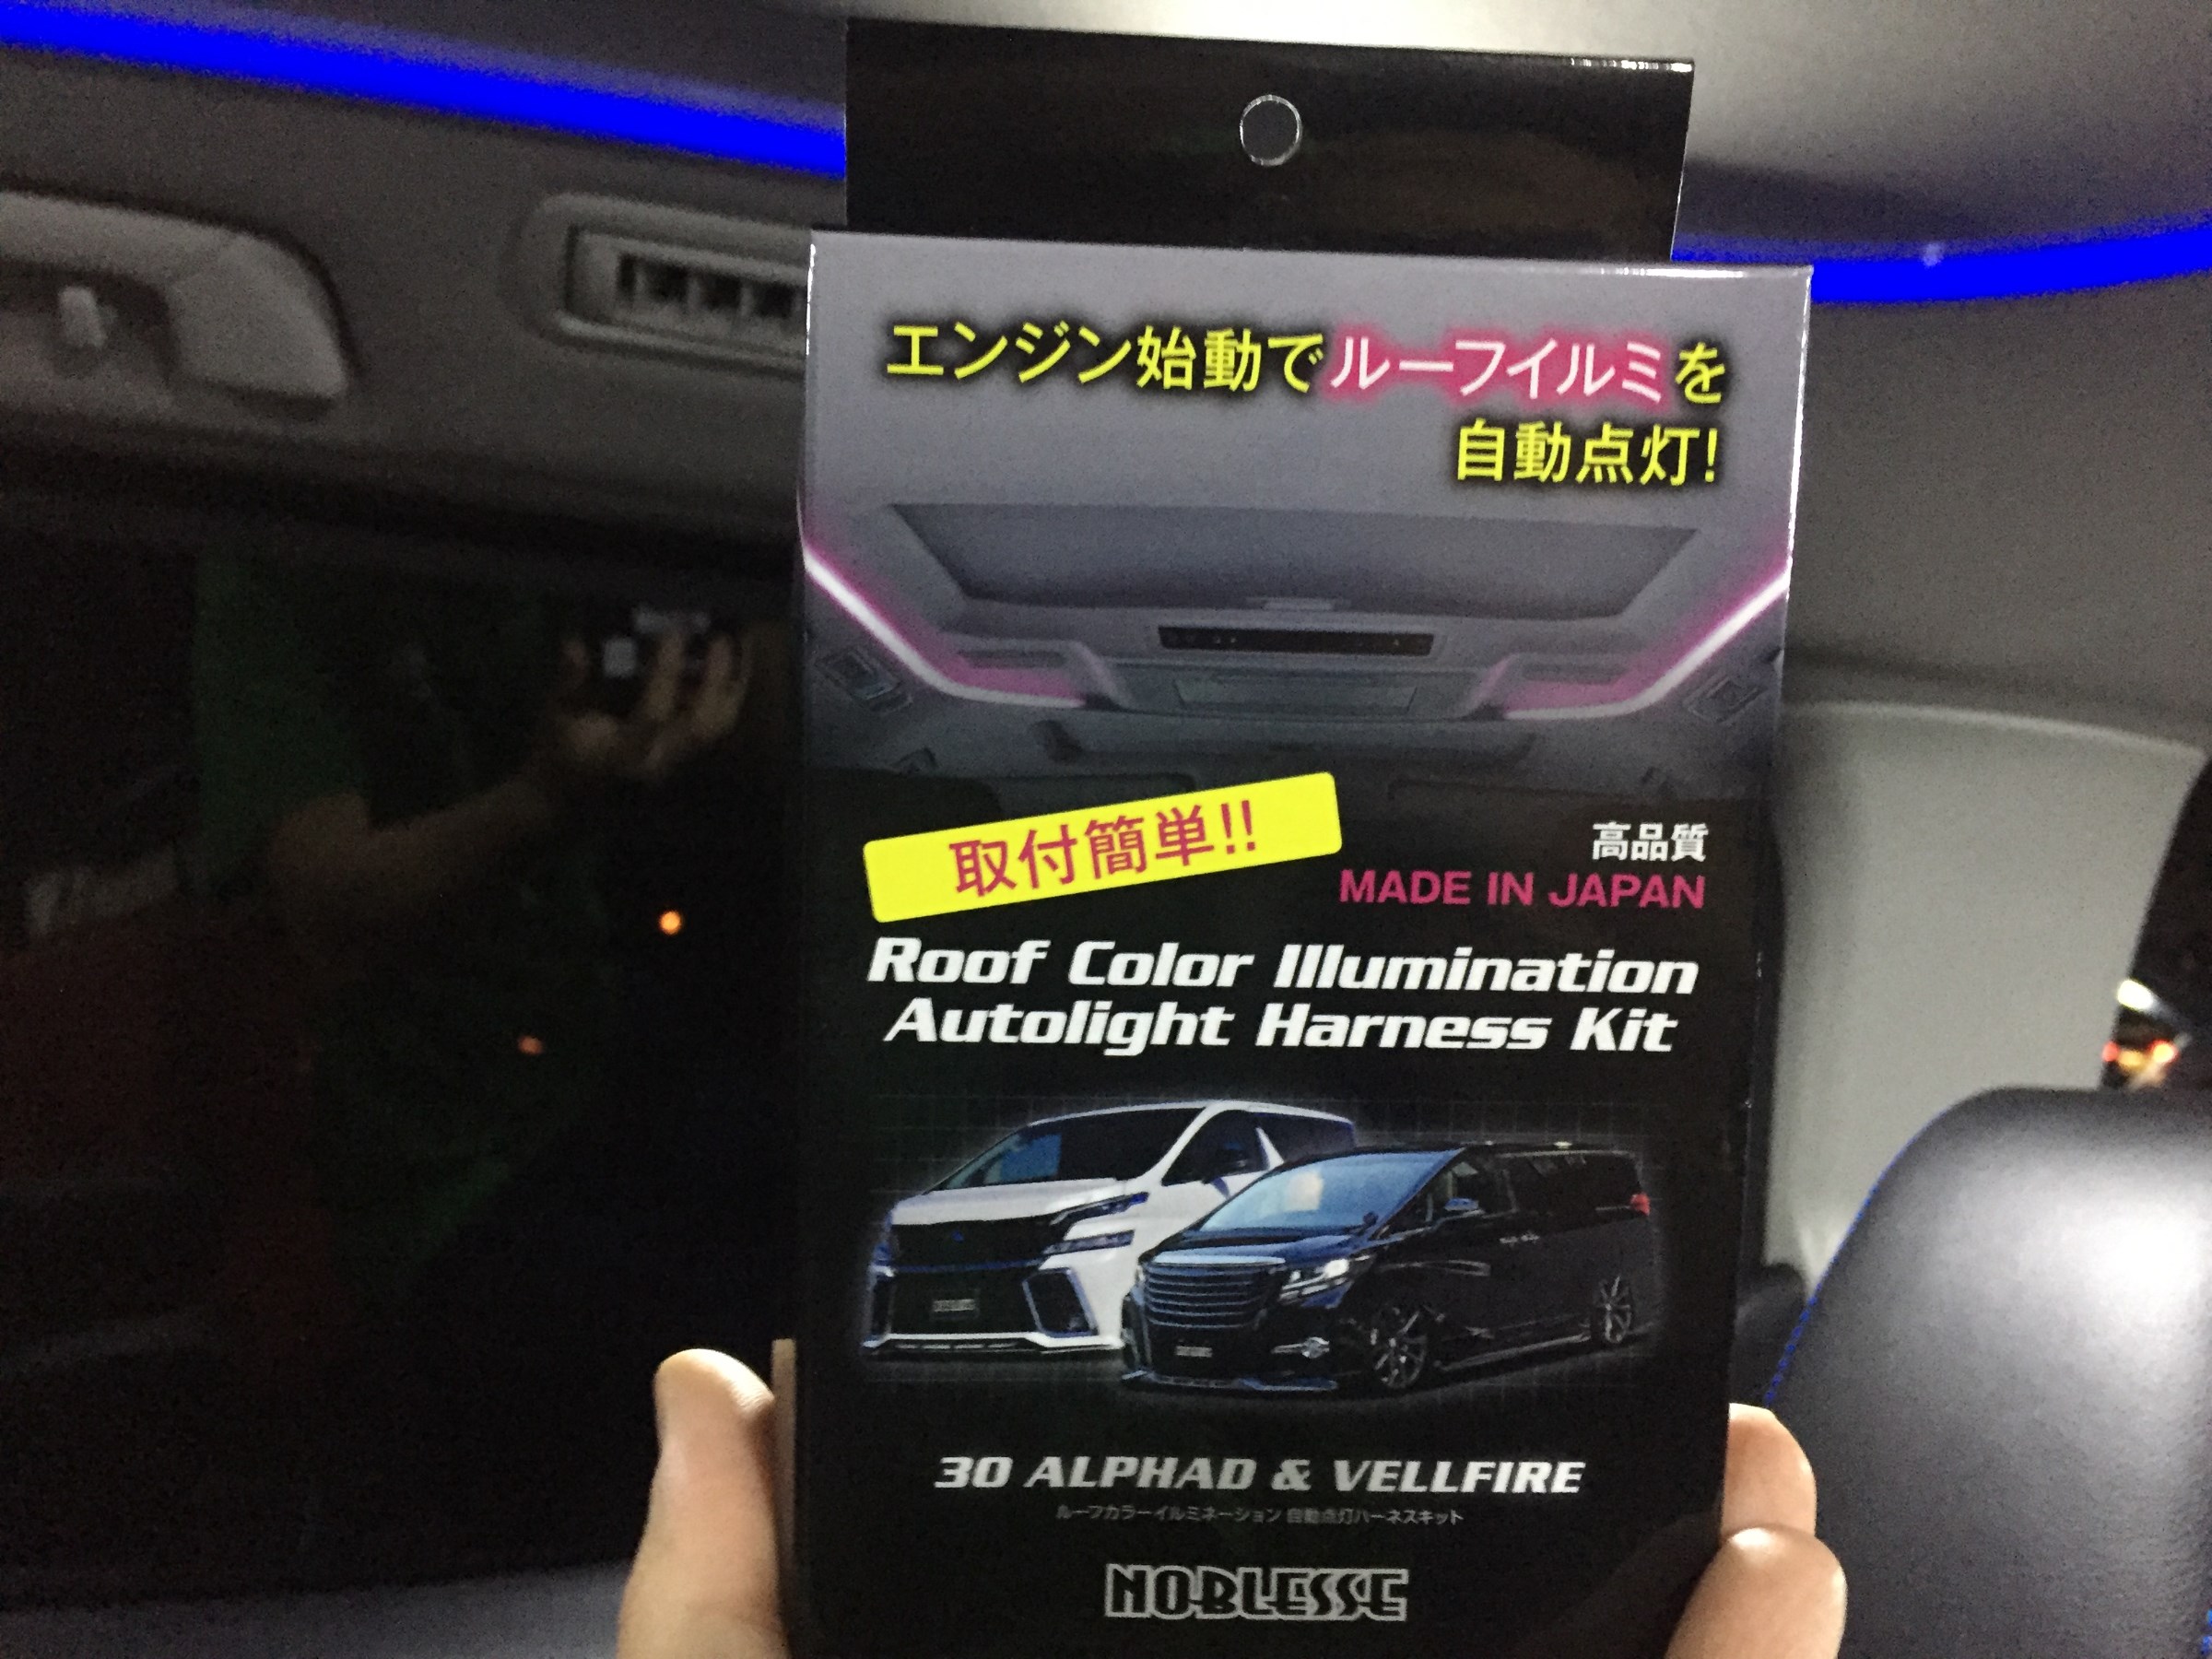 エンジン始動でルーフイルミを
自動点灯!
取付簡単!!
高品質
MADE IN JAPAN
Roof Color Illumination
Autolight Harness Kit
30 ALPHAD & VELLFIRE
ルーフカラーイルミネーション 自動点灯ハーネスキット
NOBLESSE